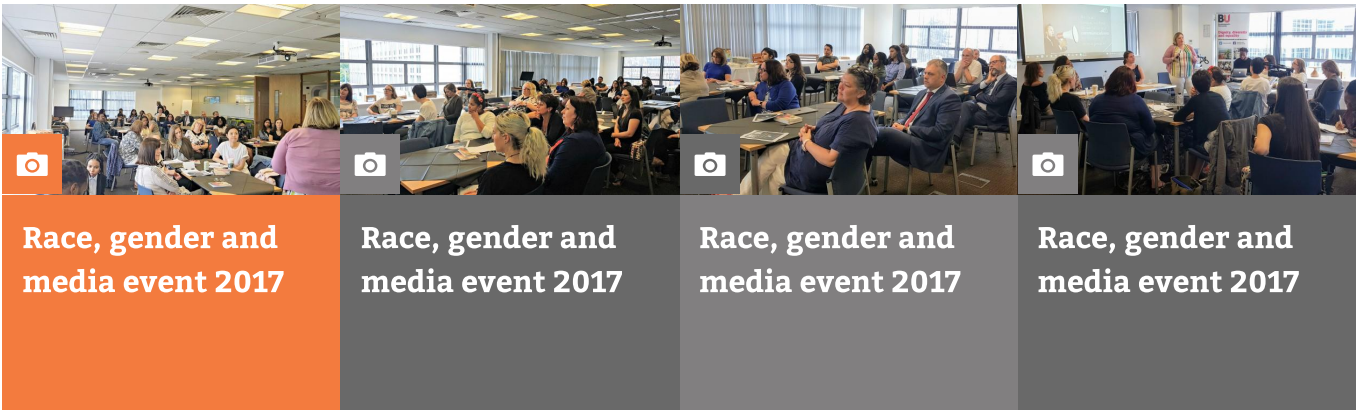 BU
Race, gender and
media event 2017
Race, gender and
media event 2017
Race, gender and
media event 2017
Race, gender and
media event 2017